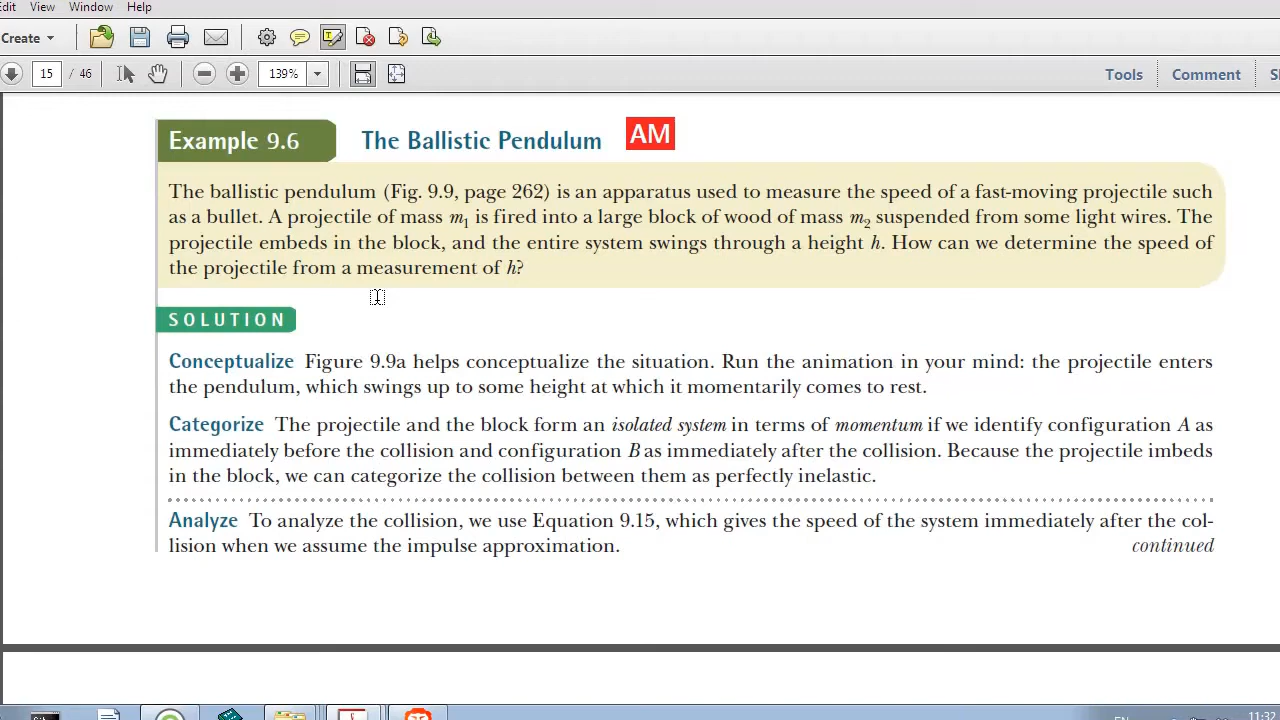 Edit View Window Help
Create
15 / 46 139% Tools Comment
Example 9.6 The Ballistic Pendulum AM
The ballistic pendulum (Fig. 9.9, page 262) is an apparatus used to measure the speed of a fast-moving projectile such
as a bullet. A projectile of mass m1 is fired into a large block of wood of mass m2 suspended from some light wires. The
projectile embeds in the block, and the entire system swings through a height h. How can we determine the speed of
the projectile from a measurement of h?
SOLUTION
Conceptualize Figure 9.9a helps conceptualize the situation. Run the animation in your mind: the projectile enters
the pendulum, which swings up to some height at which it momentarily comes to rest.
Categorize The projectile and the block form an isolated system in terms of momentum if we identify configuration A as
immediately before the collision and configuration B as immediately after the collision. Because the projectile imbeds
in the block, we can categorize the collision between them as perfectly inelastic.
Analyze To analyze the collision, we use Equation 9.15, which gives the speed of the system immediately after the col-
lision when we assume the impulse approximation. continued
11:32